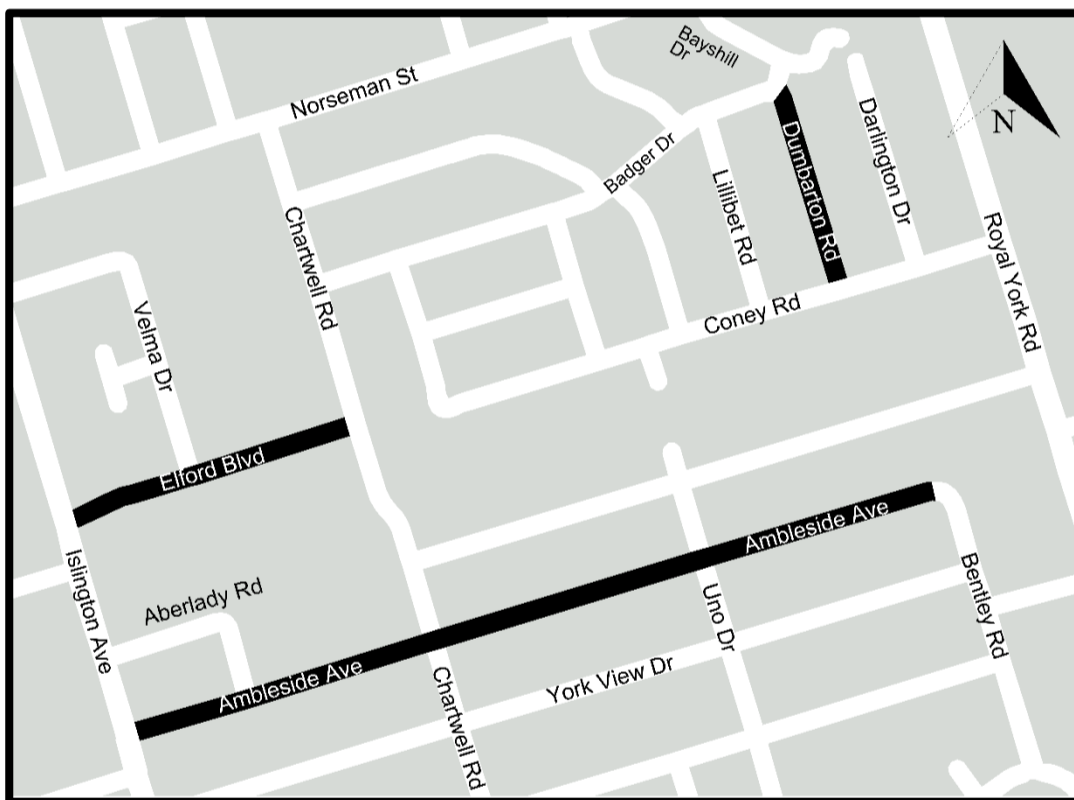 Bayshill
Dr
Norseman St
Badger Dr
Dumbarton Rd
Darlington Dr
N
Lillibet Rd
Chartwell Rd
Royal York Rd
Coney Rd
Velma Dr
Elford Blvd
Ambleside Ave
Islington Ave
Aberlady Rd
Uno Dr
Bentley Rd
Ambleside Ave
York View Dr
Chartwell Rd